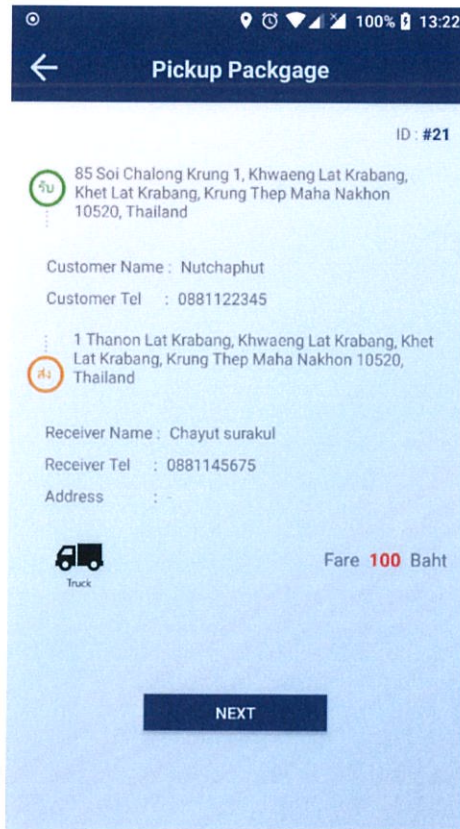 100% 13:22
Pickup Packgage
ID : #21
รับ
85 Soi Chalong Krung 1, Khwaeng Lat Krabang,
Khet Lat Krabang, Krung Thep Maha Nakhon
10520, Thailand
Customer Name : Nutchaphut
Customer Tel : 0881122345
ส่ง
1 Thanon Lat Krabang, Khwaeng Lat Krabang, Khet
Lat Krabang, Krung Thep Maha Nakhon 10520,
Thailand
Receiver Name : Chayut surakul
Receiver Tel : 0881145675
Address : -
Truck
Fare 100 Baht
NEXT